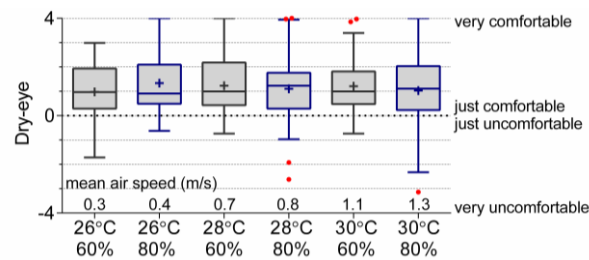 4
very comfortable
Dry-eye
just comfortable
0
just uncomfortable
mean air speed (m/s)
0.3 0.4 0.7 0.8 1.1 1.3
-4
very uncomfortable
26°C 26°C 28°C 28°C 30°C 30°C
60% 80% 60% 80% 60% 80%